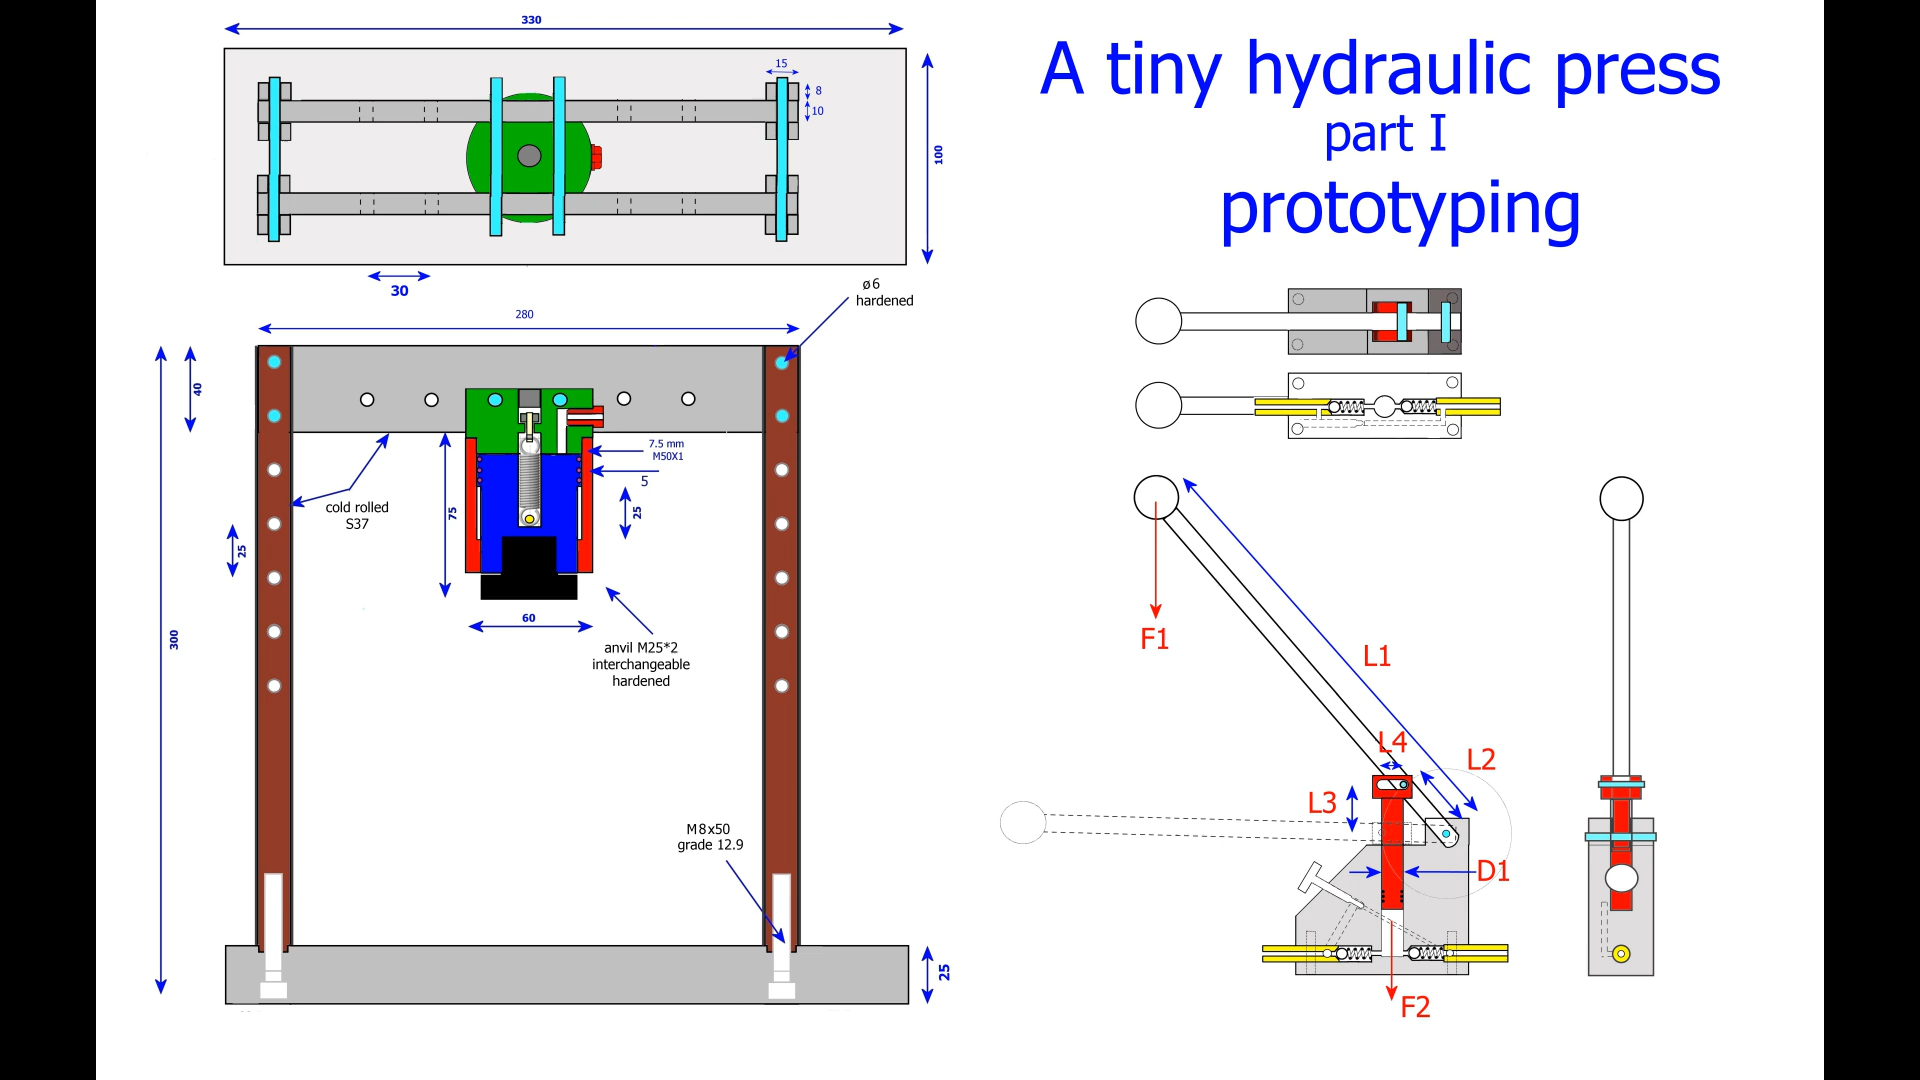 330
A tiny hydraulic press
part I
prototyping
15
8
10
100
30
ø6
hardened
280
40
7.5 mm
M50X1
5
25
75
cold rolled
S37
25
300
60
anvil M25*2
interchangeable
hardened
M8x50
grade 12.9
25
F1
L1
L4
L2
L3
D1
F2